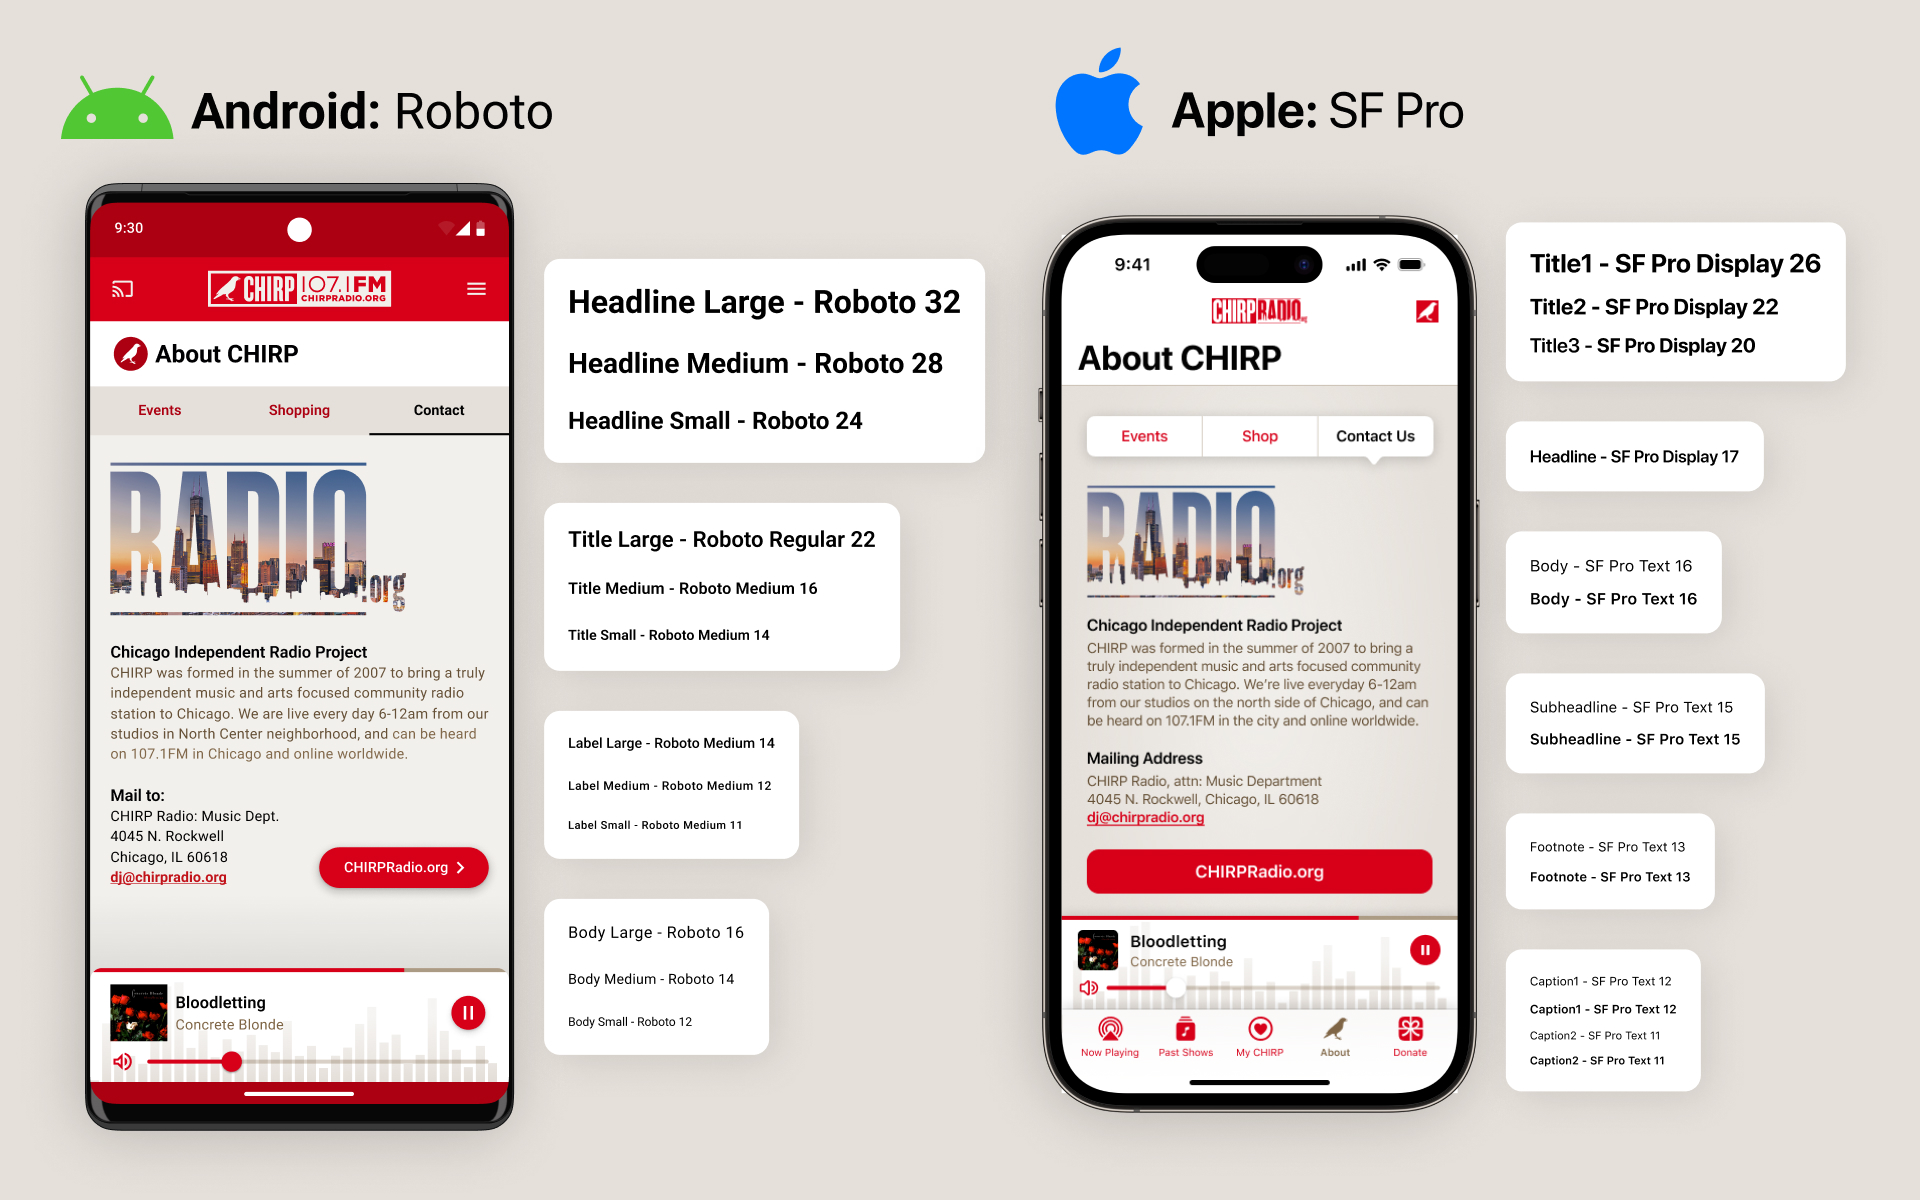 Android: Roboto
9:30
CHIRP 107.1FM
CHIRPRADIO.ORG
About CHIRP
Events
Shopping
Contact
RADIO.org
Chicago Independent Radio Project
CHIRP was formed in the summer of 2007 to bring a truly
independent music and arts focused community radio
station to Chicago. We are live every day 6-12am from our
studios in North Center neighborhood, and can be heard
on 107.1FM in Chicago and online worldwide.
Mail to:
CHIRP Radio: Music Dept.
4045 N. Rockwell
Chicago, IL 60618
dj@chirpradio.org
CHIRPRadio.org
Bloodletting
Concrete Blonde
Headline Large - Roboto 32
Headline Medium - Roboto 28
Headline Small - Roboto 24
Title Large - Roboto Regular 22
Title Medium - Roboto Medium 16
Title Small - Roboto Medium 14
Label Large - Roboto Medium 14
Label Medium - Roboto Medium 12
Label Small - Roboto Medium 11
Body Large - Roboto 16
Body Medium - Roboto 14
Body Small - Roboto 12
Apple: SF Pro
9:41
CHIRPRADIO
About CHIRP
Events
Shop
Contact Us
RADIO.org
Chicago Independent Radio Project
CHIRP was formed in the summer of 2007 to bring a
truly independent music and arts focused community
radio station to Chicago. We're live everyday 6-12am
from our studios on the north side of Chicago, and can
be heard on 107.1FM in the city and online worldwide.
Mailing Address
CHIRP Radio, attn: Music Department
4045 N. Rockwell, Chicago, IL 60618
dj@chirpradio.org
CHIRPRadio.org
Bloodletting
Concrete Blonde
Now Playing
Past Shows
My CHIRP
About
Donate
Title1 - SF Pro Display 26
Title2 - SF Pro Display 22
Title3 - SF Pro Display 20
Headline - SF Pro Display 17
Body - SF Pro Text 16
Body - SF Pro Text 16
Subheadline - SF Pro Text 15
Subheadline - SF Pro Text 15
Footnote - SF Pro Text 13
Footnote - SF Pro Text 13
Caption1 - SF Pro Text 12
Caption1 - SF Pro Text 12
Caption2 - SF Pro Text 11
Caption2 - SF Pro Text 11